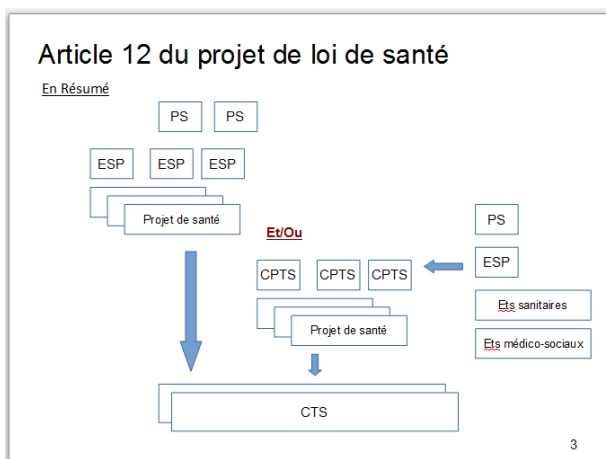 Article 12 du projet de loi de santé
En Résumé
PS PS
ESP ESP ESP
Projet de santé
Et/Ou
CPTS CPTS CPTS
Projet de santé
PS
ESP
Ets sanitaires
Ets médico-sociaux
CTS
3